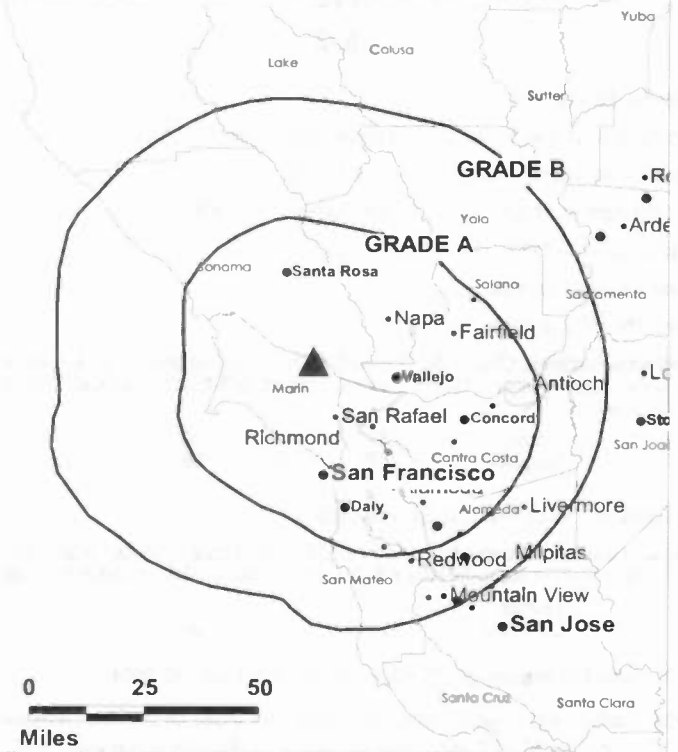 Yuba
Colusa
Lake
Sutter
GRADE B
Yolo
Arde
GRADE A
Sonoma
Santa Rosa
Solano
Sacramento
Napa
Fairfield
Vallejo
Antioch
Marin
San Rafael
Concord
Richmond
Contra Costa
San Francisco
Alameda
Daly
Livermore
Redwood
Milpitas
San Mateo
Mountain View
San Jose
0 25 50
Miles
Santa Cruz
Santa Clara